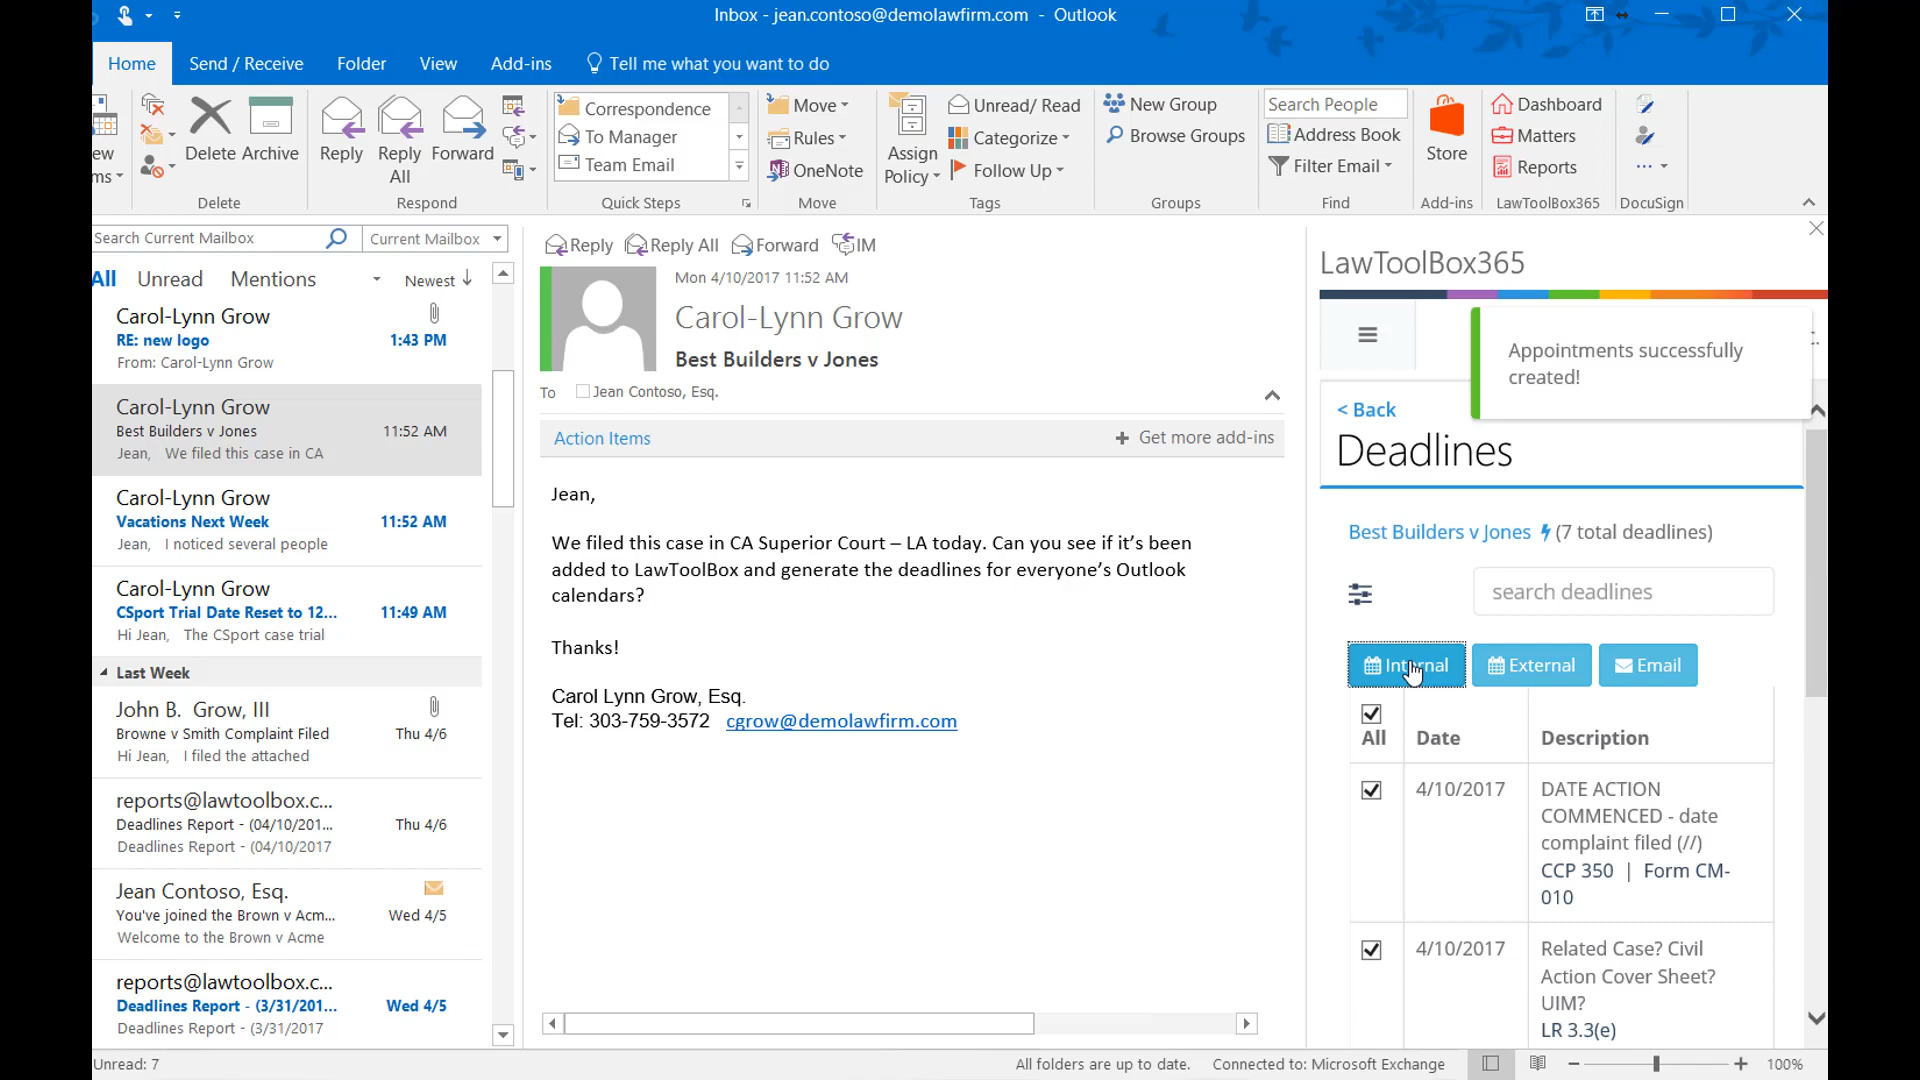 Inbox - jean.contoso@demolawfirm.com - Outlook
Home Send / Receive Folder View Add-ins Tell me what you want to do
ew
ms
Delete Archive
Delete
Reply Reply All Forward
Respond
Correspondence
To Manager
Team Email
Quick Steps
Move
Rules
OneNote
Move
Assign Policy
Unread/ Read
Categorize
Follow Up
Tags
New Group
Browse Groups
Groups
Search People
Address Book
Filter Email
Find
Store
Add-ins
Dashboard
Matters
Reports
LawToolBox365
...
DocuSign
Search Current Mailbox Current Mailbox
All Unread Mentions Newest ↓
Carol-Lynn Grow
RE: new logo 1:43 PM
From: Carol-Lynn Grow
Carol-Lynn Grow
Best Builders v Jones 11:52 AM
Jean, We filed this case in CA
Carol-Lynn Grow
Vacations Next Week 11:52 AM
Jean, I noticed several people
Carol-Lynn Grow
CSport Trial Date Reset to 12... 11:49 AM
Hi Jean, The CSport case trial
Last Week
John B. Grow, III
Browne v Smith Complaint Filed Thu 4/6
Hi Jean, I filed the attached
reports@lawtoolbox.c...
Deadlines Report - (04/10/201... Thu 4/6
Deadlines Report - (04/10/2017
Jean Contoso, Esq.
You've joined the Brown v Acm... Wed 4/5
Welcome to the Brown v Acme
reports@lawtoolbox.c...
Deadlines Report - (3/31/201... Wed 4/5
Deadlines Report - (3/31/2017
Reply Reply All Forward IM
Mon 4/10/2017 11:52 AM
Carol-Lynn Grow
Best Builders v Jones
To Jean Contoso, Esq.
Action Items + Get more add-ins
Jean,
We filed this case in CA Superior Court – LA today. Can you see if it's been
added to LawToolBox and generate the deadlines for everyone's Outlook
calendars?
Thanks!
Carol Lynn Grow, Esq.
Tel: 303-759-3572 cgrow@demolawfirm.com
LawToolBox365
Appointments successfully
created!
< Back
Deadlines
Best Builders v Jones (7 total deadlines)
search deadlines
Internal External Email
All Date Description
4/10/2017 DATE ACTION
COMMENCED - date
complaint filed (//)
CCP 350 | Form CM-
010
4/10/2017 Related Case? Civil
Action Cover Sheet?
UIM?
LR 3.3(e)
Unread: 7 All folders are up to date. Connected to: Microsoft Exchange 100%